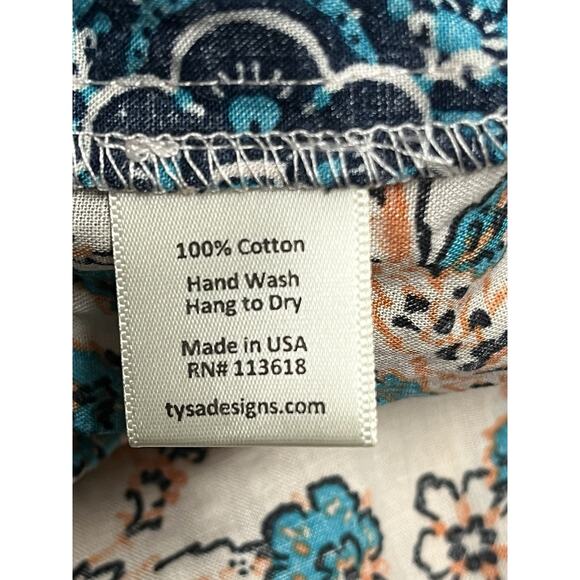 100% Cotton
Hand Wash
Hang to Dry
Made in USA
RN# 113618
tysadesigns.com